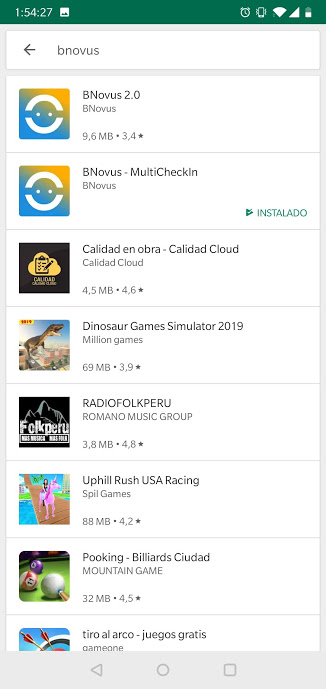 1:54:27
bnovus
BNovus 2.0
BNovus
9,6 MB • 3,4 ★
BNovus - MultiCheckIn
BNovus
INSTALADO
CALIDAD
CALIDAD CLOUD
Calidad en obra - Calidad Cloud
Calidad Cloud
4,5 MB • 4,6 ★
2019
Dinosaur Games Simulator 2019
Million games
69 MB • 3,9 ★
Folkperu
MAS MUSICA MAS FOLK
RADIOFOLKPERU
ROMANO MUSIC GROUP
3,8 MB • 4,8 ★
Uphill Rush USA Racing
Spil Games
88 MB • 4,2 ★
Pooking - Billiards Ciudad
MOUNTAIN GAME
32 MB • 4,5 ★
tiro al arco - juegos gratis
gameone